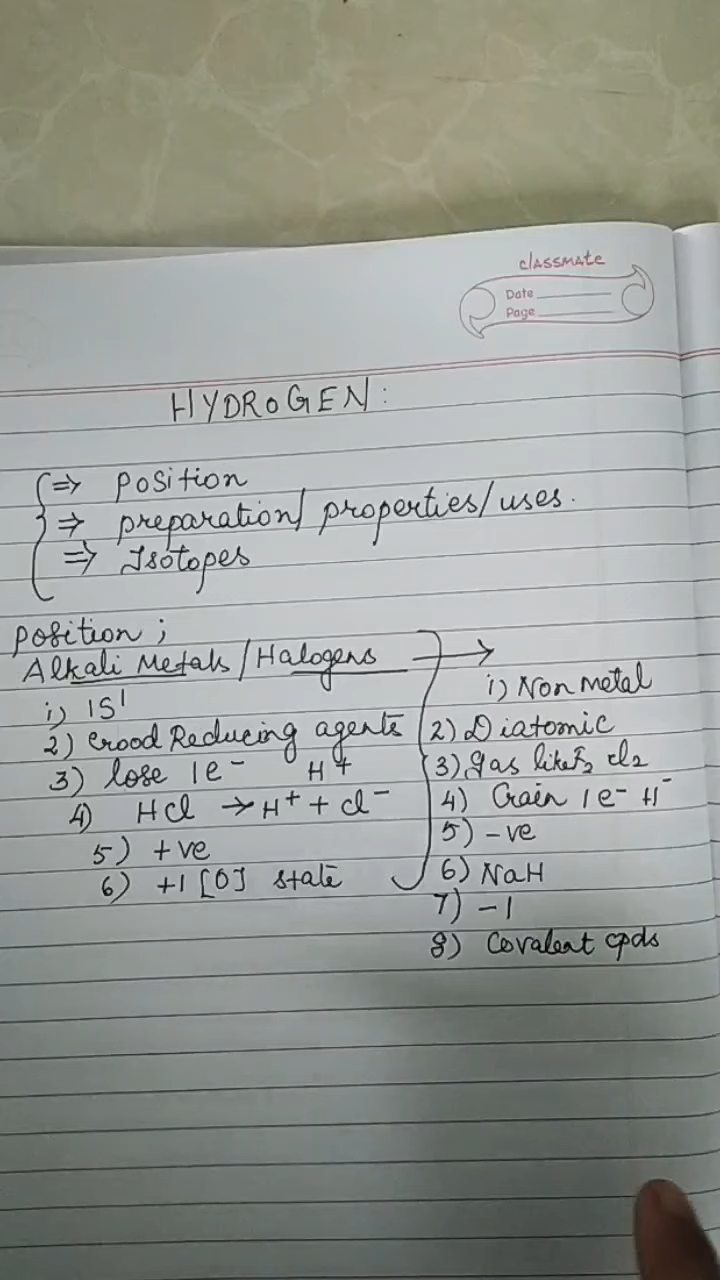 classmate
Date
Page
HYDROGEN:
⇒ position
⇒ preparation/ properties/uses.
⇒ Isotopes
position ;
Alkali Metals / Halogens →
i) 1S¹
2) Good Reducing agents
3) lose 1e⁻ H⁺
4) HCl → H⁺ + Cl⁻
5) +ve
6) +1 [O] state
i) Non metal
2) Diatomic
3) gas like F₂ Cl₂
4) Gain 1e⁻ H⁻
5) -ve
6) NaH
7) -1
8) Covalent cpds